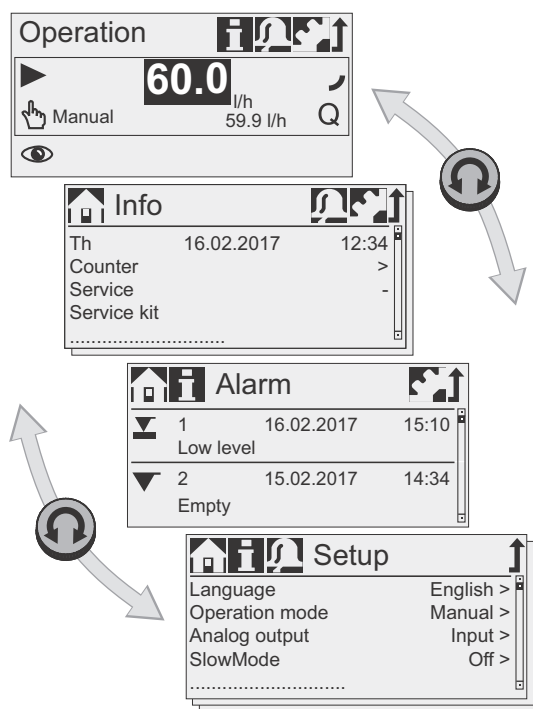 Operation
60.0
l/h
Manual 59.9 l/h Q
Info
Th 16.02.2017 12:34
Counter >
Service -
Service kit
............................
Alarm
1 16.02.2017 15:10
Low level
2 15.02.2017 14:34
Empty
Setup
Language English >
Operation mode Manual >
Analog output Input >
SlowMode Off >
............................